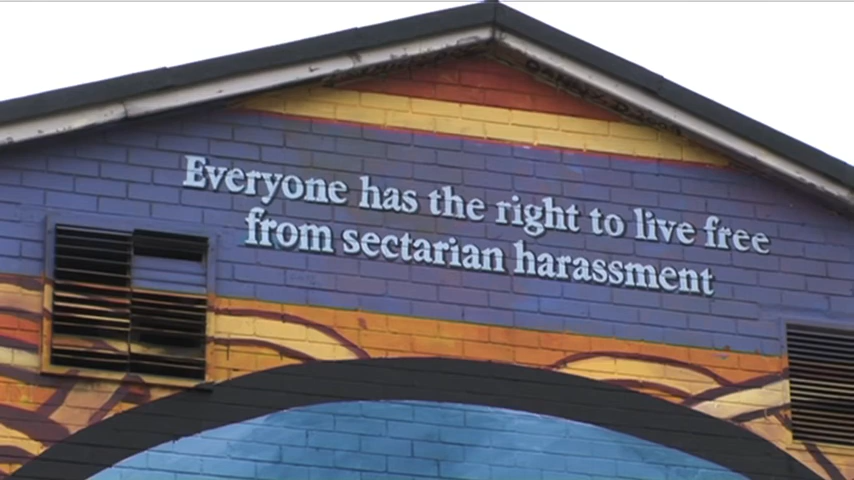 Everyone has the right to live free
from sectarian harassment